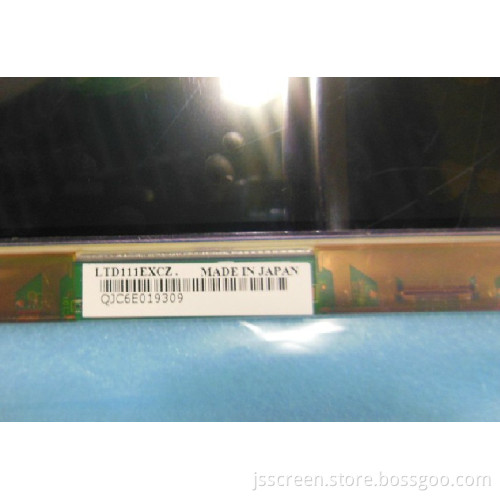 LTD111EXCZ. MADE IN JAPAN
QJC6E019309
jsscreen.store.bossgoo.com